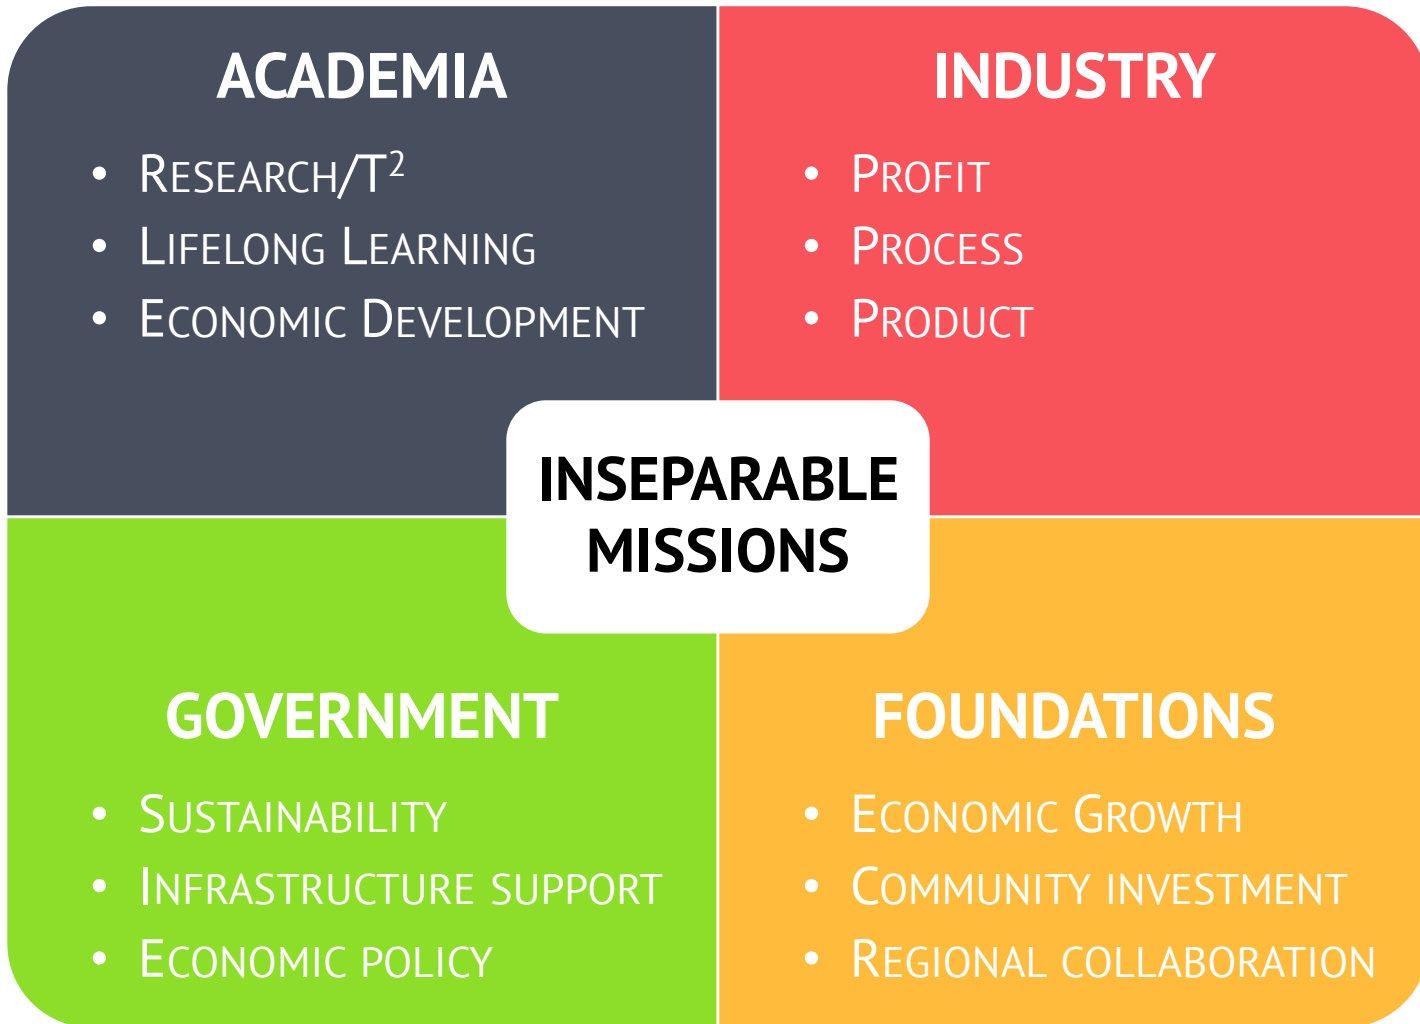 ACADEMIA
• Research/T²
• Lifelong Learning
• Economic Development
INDUSTRY
• Profit
• Process
• Product
INSEPARABLE
MISSIONS
GOVERNMENT
• Sustainability
• Infrastructure support
• Economic policy
FOUNDATIONS
• Economic Growth
• Community investment
• Regional collaboration